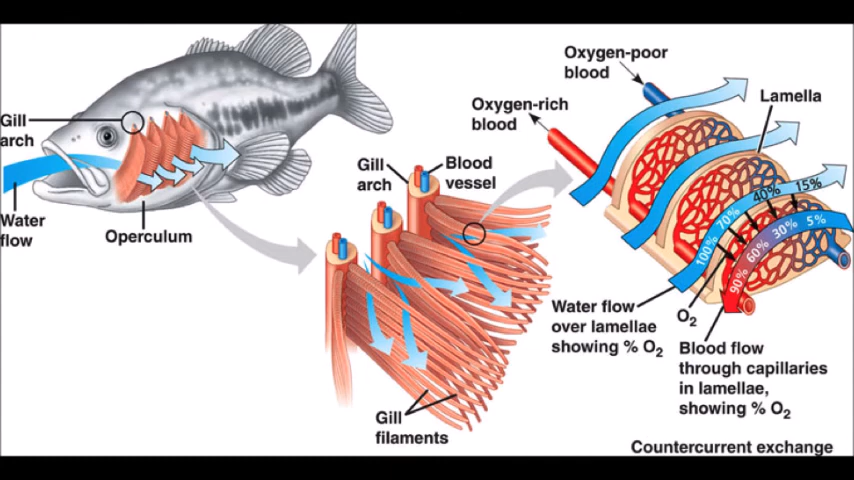 Gill
arch
Water
flow
Operculum
Gill
arch
Blood
vessel
Gill
filaments
Oxygen-poor
blood
Oxygen-rich
blood
Lamella
100%
70%
40%
15%
90%
60%
30%
5%
Water flow
over lamellae
showing % O2
O2
Blood flow
through capillaries
in lamellae,
showing % O2
Countercurrent exchange